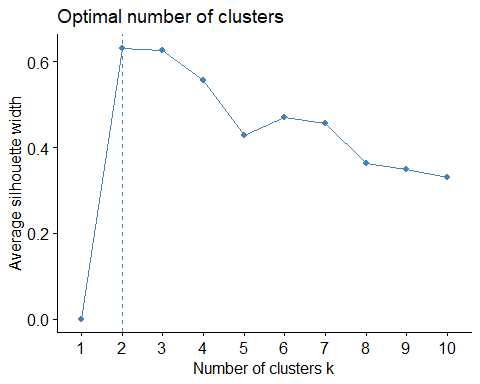 Optimal number of clusters
Average silhouette width
0.6
0.4
0.2
0.0
1 2 3 4 5 6 7 8 9 10
Number of clusters k